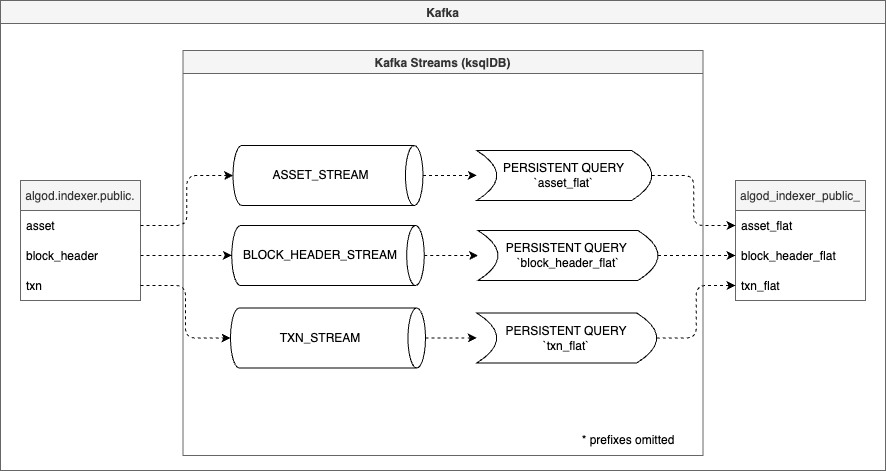 Kafka
Kafka Streams (ksqlDB)
algod.indexer.public.
asset
block_header
txn
ASSET_STREAM
PERSISTENT QUERY
`asset_flat`
BLOCK_HEADER_STREAM
PERSISTENT QUERY
`block_header_flat`
TXN_STREAM
PERSISTENT QUERY
`txn_flat`
algod_indexer_public_
asset_flat
block_header_flat
txn_flat
* prefixes omitted